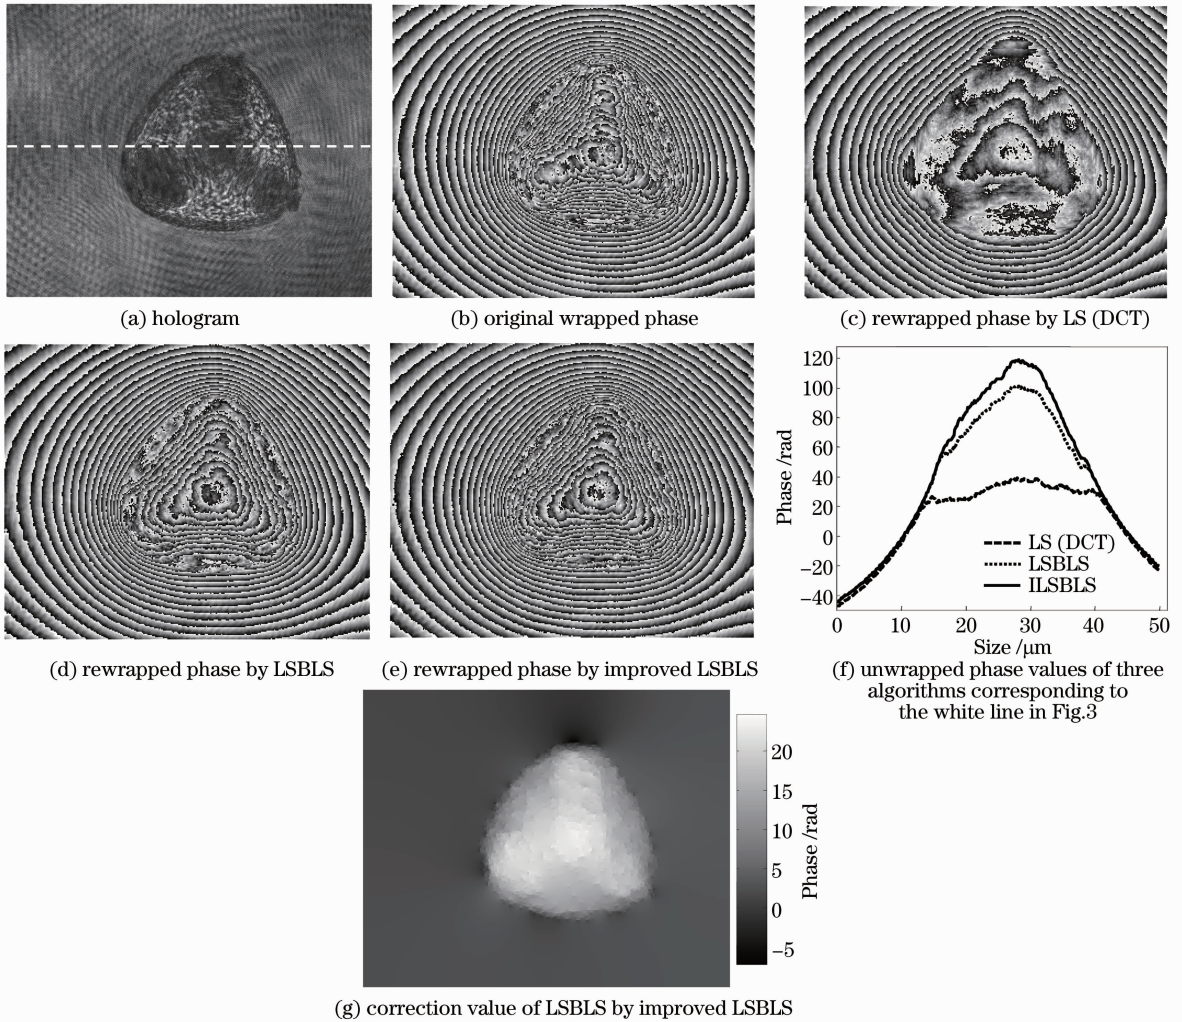 (a) hologram
(b) original wrapped phase
(c) rewrapped phase by LS (DCT)
(d) rewrapped phase by LSBLS
(e) rewrapped phase by improved LSBLS
120
100
80
60
40
20
0
−20
−40
Phase /rad
LS (DCT)
LSBLS
ILSBLS
0 10 20 30 40 50
Size /μm
(f) unwrapped phase values of three
algorithms corresponding to
the white line in Fig.3
20
15
10
5
0
−5
Phase /rad
(g) correction value of LSBLS by improved LSBLS